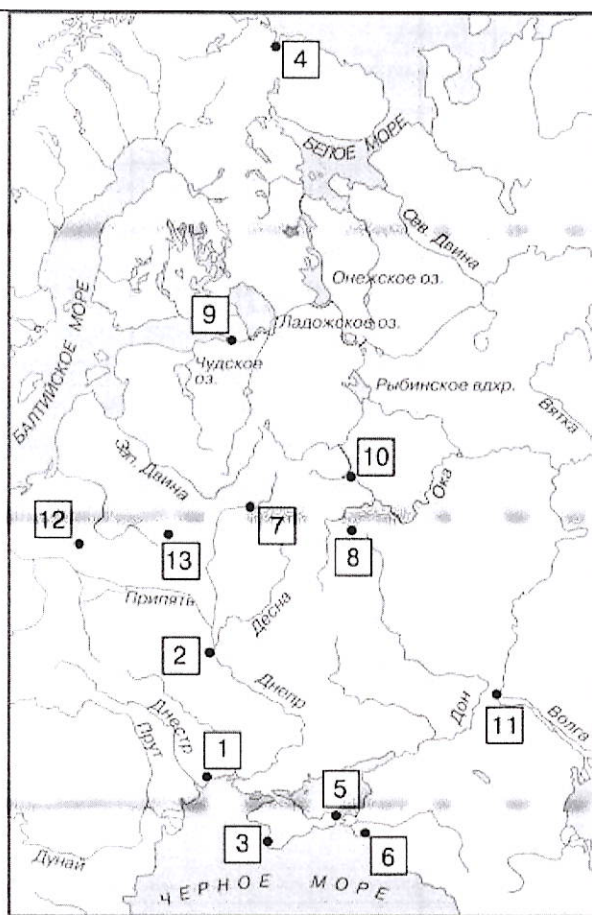 4
БЕЛОЕ МОРЕ
Сев. Двина
Онежское оз.
9
Ладожское оз.
БАЛТИЙСКОЕ МОРЕ
Чудское
оз.
Рыбинское вдхр.
Вятка
10
Зап. Двина
Ока
12
7
13
8
Припять
Десна
2
Днепр
Дон
11
Волга
Днестр
Прут
1
5
3
6
Дунай
ЧЕРНОЕ МОРЕ